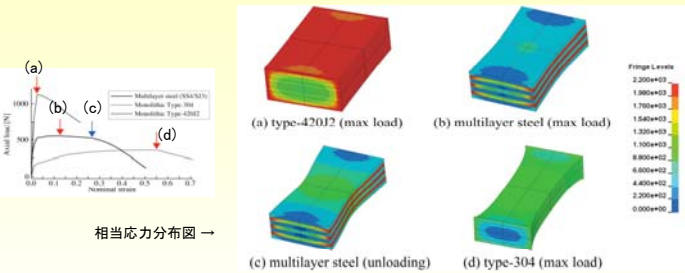 (a)
(b)
(c)
(d)
Multilayer steel (SS4/SJ3)
Monolithic Type-304
Monolithic Type-420J2
Axial load [N]
1000
500
0
0.0 0.1 0.2 0.3 0.4 0.5 0.6 0.7
Nominal strain
相当応力分布図 →
(a) type-420J2 (max load)
(b) multilayer steel (max load)
(c) multilayer steel (unloading)
(d) type-304 (max load)
Fringe Levels
2.200e+03
1.980e+03
1.760e+03
1.540e+03
1.320e+03
1.100e+03
8.800e+02
6.600e+02
4.400e+02
2.200e+02
0.000e+00